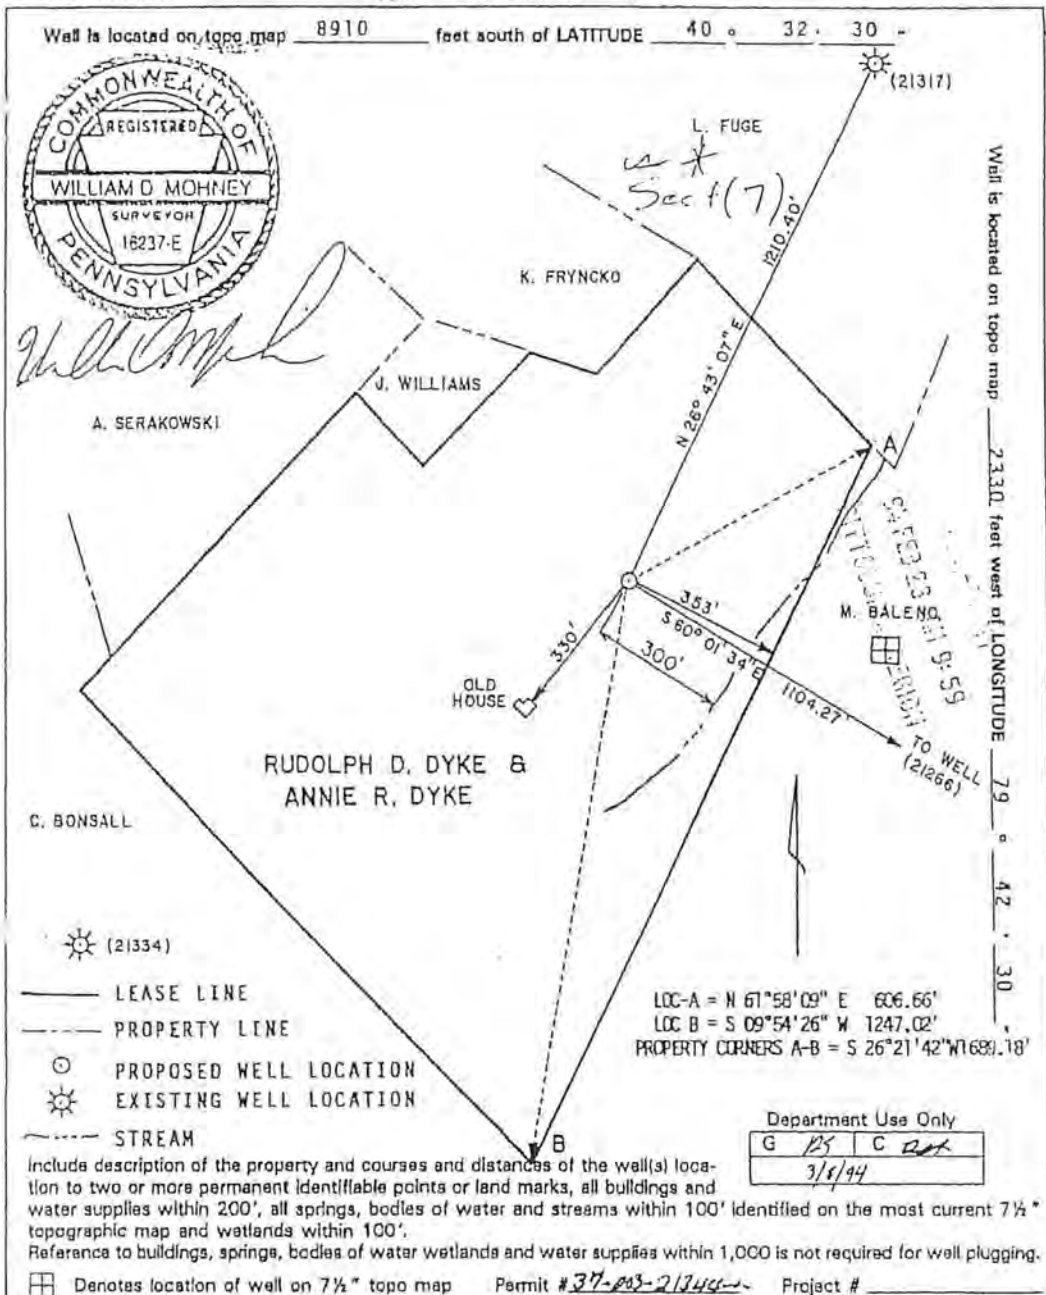 Well is located on topo map 8910 feet south of LATITUDE 40 ° 32 ' 30 "
COMMONWEALTH OF
REGISTERED
WILLIAM D. MOHNEY
SURVEYOR
16237-E
PENNSYLVANIA
(21317)
L. FUGE
Sect (7)
1210.40'
K. FRYNCKO
N 26° 43' 07" E
J. WILLIAMS
A. SERAKOWSKI
A
Well is located on topo map 2330 feet west of LONGITUDE 79 ° 42 ' 30 "
94 FEB 23 9:59
M. BALENO
353'
S 60° 01' 34" E
330'
300'
1104.27'
OLD
HOUSE
TO WELL
(21266)
RUDOLPH D. DYKE &
ANNIE R. DYKE
C. BONSALL
(21334)
LEASE LINE
PROPERTY LINE
PROPOSED WELL LOCATION
EXISTING WELL LOCATION
STREAM
LOC-A = N 61°58'09" E 606.66'
LOC B = S 09°54'26" W 1247.02'
PROPERTY CORNERS A-B = S 26°21'42"W1689.18'
B
Department Use Only
G C
3/8/94
Include description of the property and courses and distances of the well(s) loca-
tion to two or more permanent identifiable points or land marks, all buildings and
water supplies within 200', all springs, bodies of water and streams within 100' identified on the most current 7½ "
topographic map and wetlands within 100'.
Reference to buildings, springs, bodies of water wetlands and water supplies within 1,000 is not required for well plugging.
Denotes location of well on 7½" topo map Permit # 37-003-21344 Project #